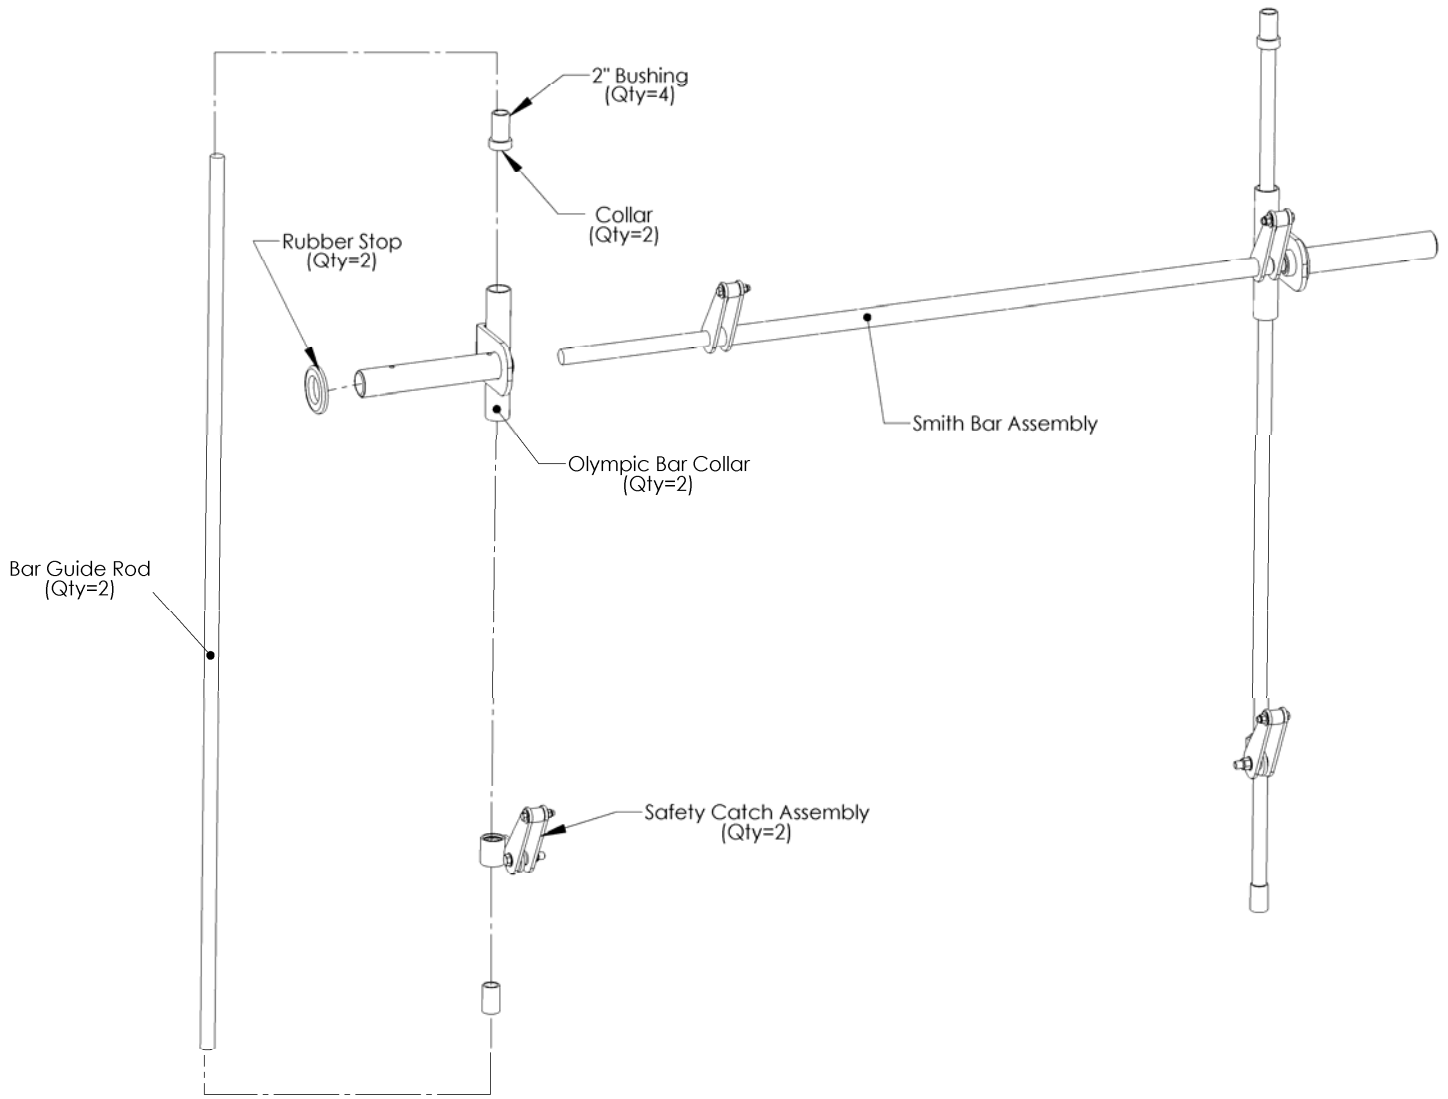 2" Bushing
(Qty=4)
Collar
(Qty=2)
Rubber Stop
(Qty=2)
Smith Bar Assembly
Olympic Bar Collar
(Qty=2)
Bar Guide Rod
(Qty=2)
Safety Catch Assembly
(Qty=2)